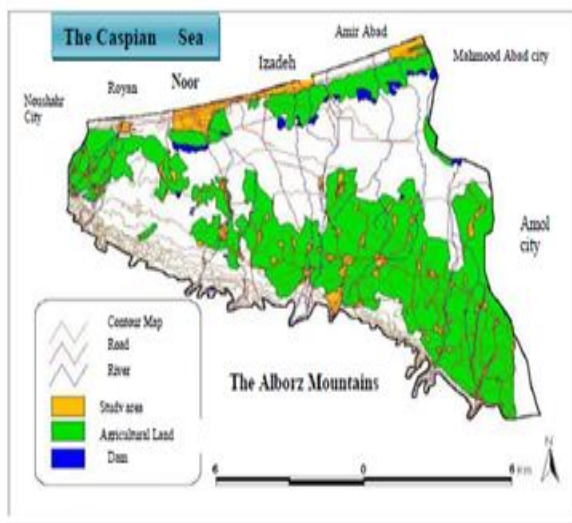 The Caspian Sea
Amir Abad
Izadeh
Mahmood Abad city
Noor
Royan
Noushahr
City
Amol
city
Contour Map
Road
River
The Alborz Mountains
Study area
Agricultural Land
Dam
N
6 0 6 Km